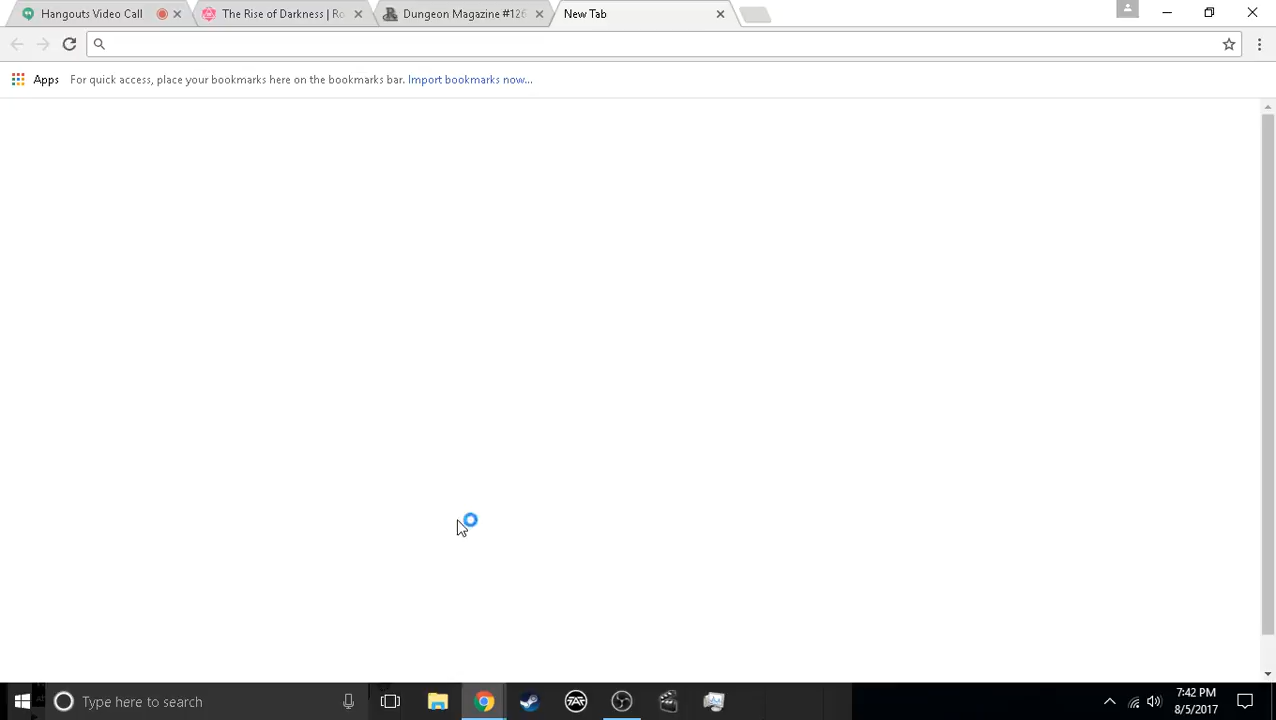 Hangouts Video Call
The Rise of Darkness | Ro
Dungeon Magazine #126
New Tab
Apps
For quick access, place your bookmarks here on the bookmarks bar. Import bookmarks now...
Type here to search
FAR
7:42 PM
8/5/2017